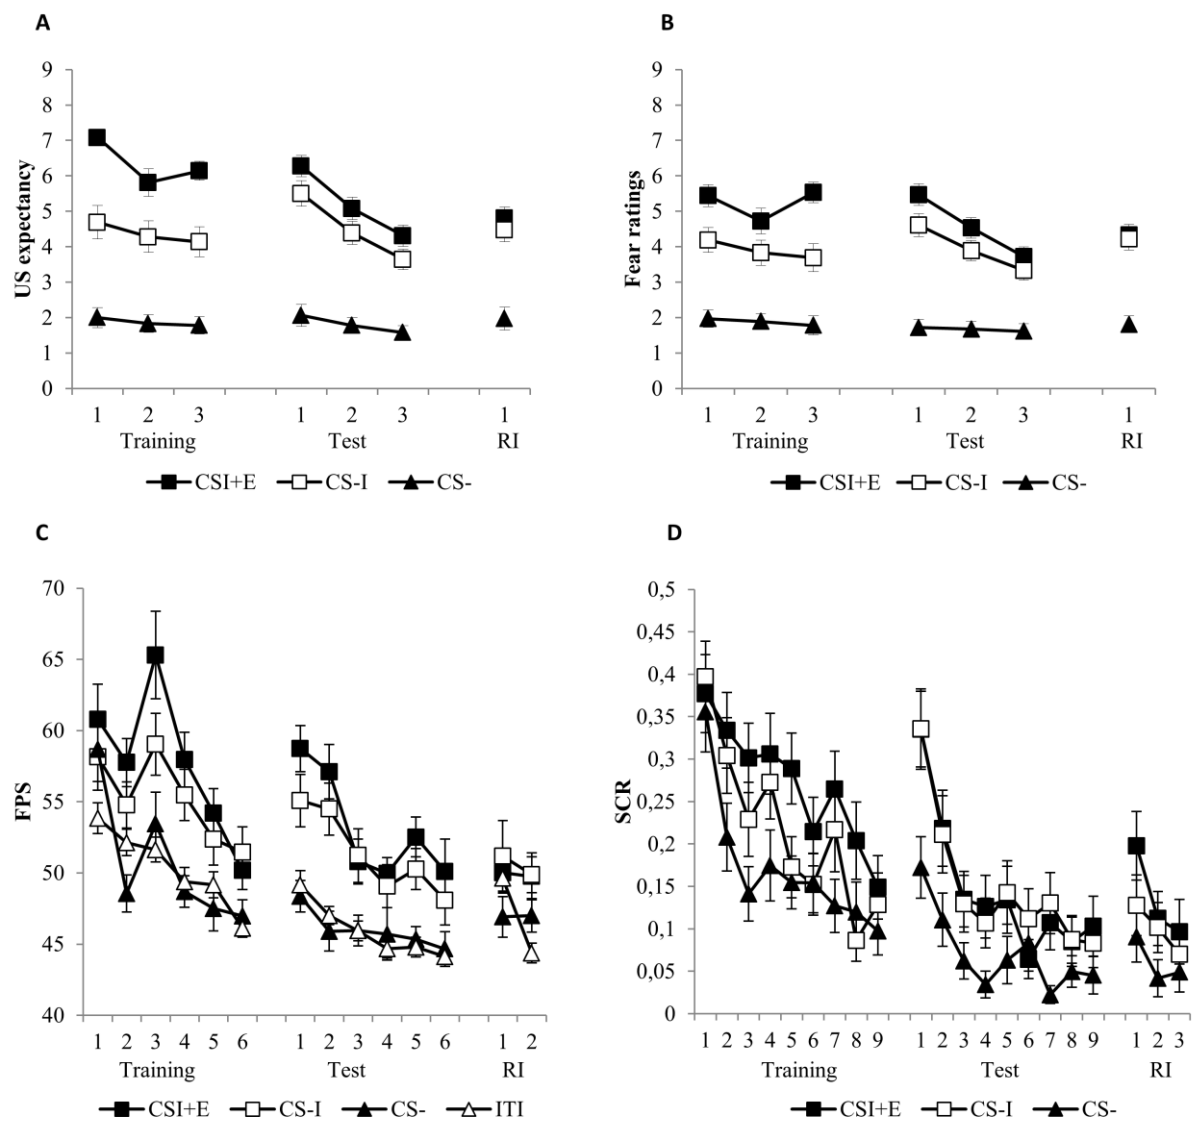 A
US expectancy
9
8
7
6
5
4
3
2
1
0
1 2 3 1 2 3 1
Training Test RI
CSI+E CS-I CS-
B
Fear ratings
9
8
7
6
5
4
3
2
1
0
1 2 3 1 2 3 1
Training Test RI
CSI+E CS-I CS-
C
FPS
70
65
60
55
50
45
40
1 2 3 4 5 6 1 2 3 4 5 6 1 2
Training Test RI
CSI+E CS-I CS- ITI
D
SCR
0,5
0,45
0,4
0,35
0,3
0,25
0,2
0,15
0,1
0,05
0
1 2 3 4 5 6 7 8 9 1 2 3 4 5 6 7 8 9 1 2 3
Training Test RI
CSI+E CS-I CS-